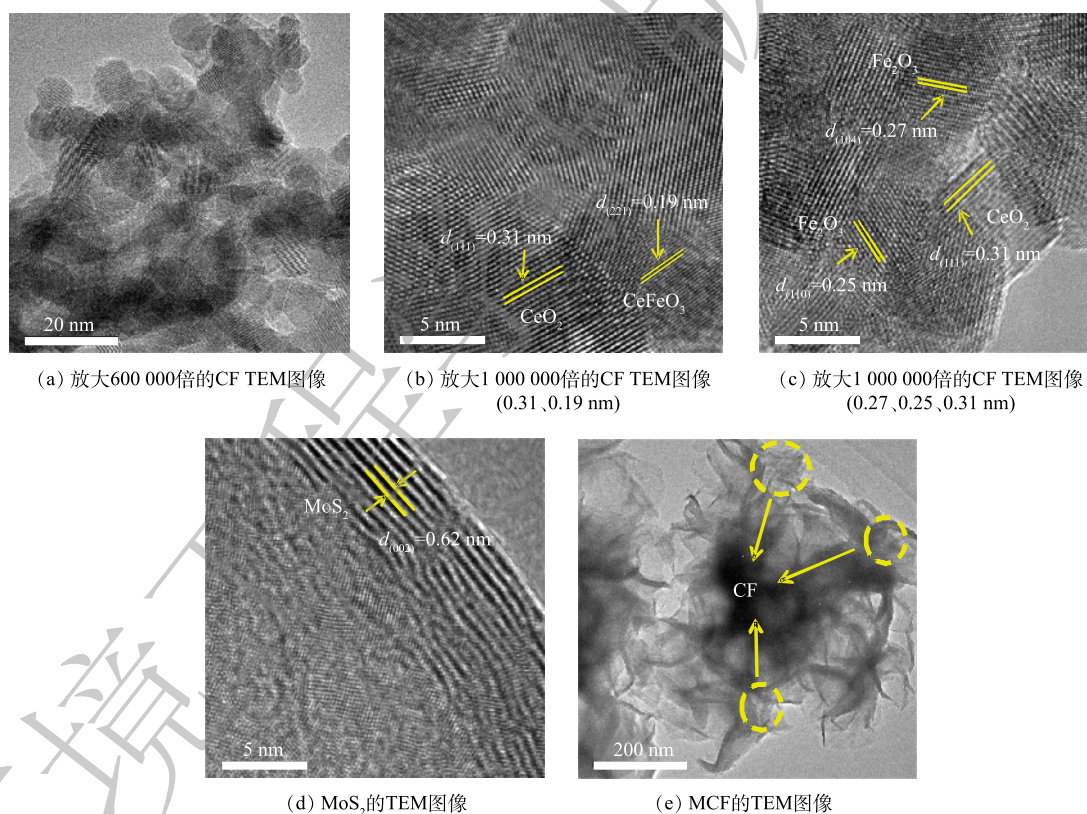 20 nm
d(111)=0.31 nm
d(221)=0.19 nm
CeO2
CeFeO3
5 nm
Fe2O3
d(104)=0.27 nm
Fe2O3
CeO2
d(111)=0.31 nm
d(110)=0.25 nm
5 nm
(a) 放大600 000倍的CF TEM图像
(b) 放大1 000 000倍的CF TEM图像
(0.31、0.19 nm)
(c) 放大1 000 000倍的CF TEM图像
(0.27、0.25、0.31 nm)
MoS2
d(002)=0.62 nm
5 nm
CF
200 nm
(d) MoS2的TEM图像
(e) MCF的TEM图像
境工程